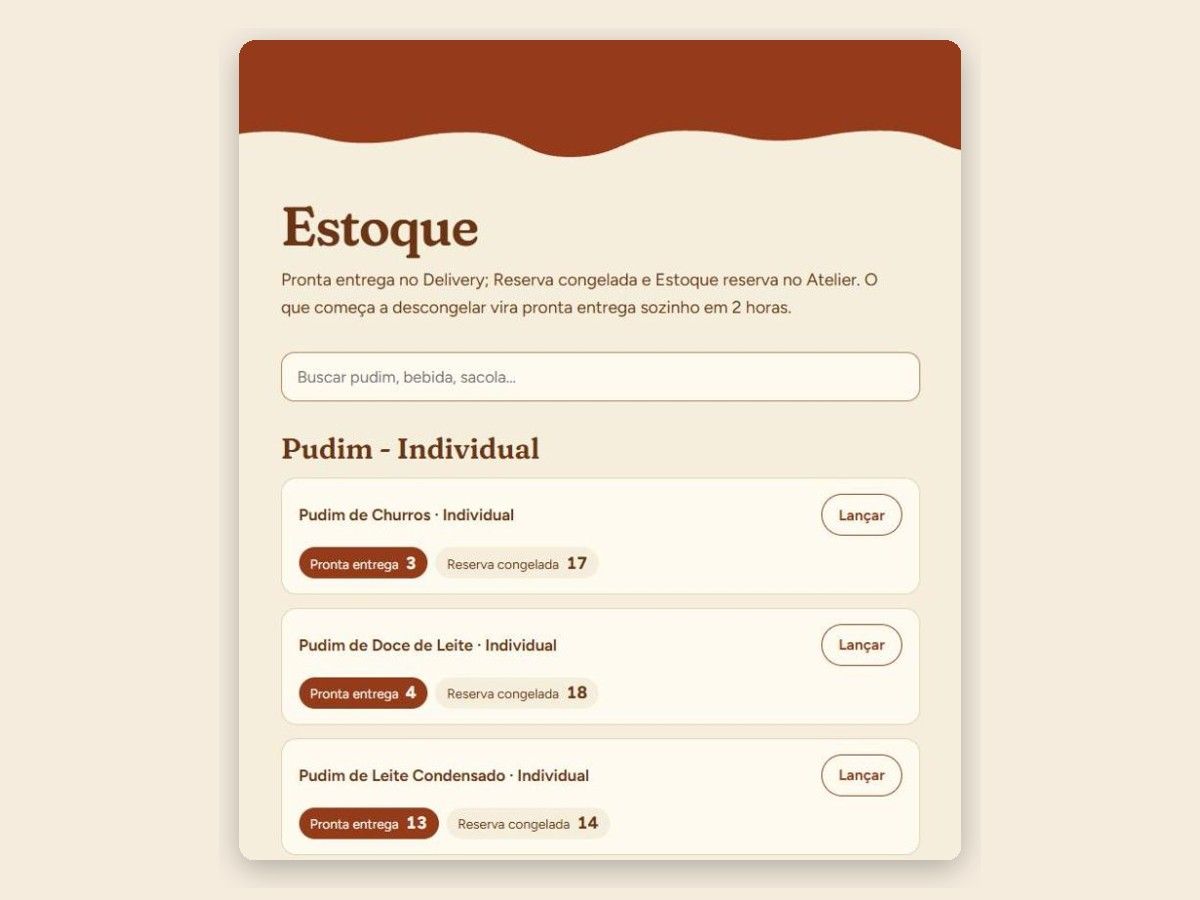 Estoque
Pronta entrega no Delivery; Reserva congelada e Estoque reserva no Atelier. O
que começa a descongelar vira pronta entrega sozinho em 2 horas.
Buscar pudim, bebida, sacola...
Pudim - Individual
Pudim de Churros · Individual
Lançar
Pronta entrega 3
Reserva congelada 17
Pudim de Doce de Leite · Individual
Lançar
Pronta entrega 4
Reserva congelada 18
Pudim de Leite Condensado · Individual
Lançar
Pronta entrega 13
Reserva congelada 14